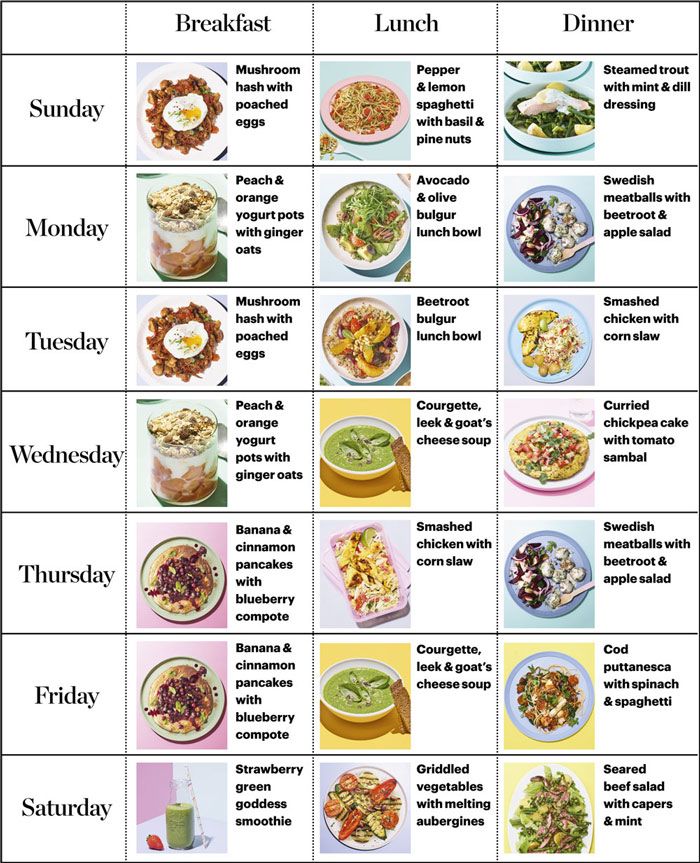 Breakfast
Lunch
Dinner
Sunday
Mushroom
hash with
poached
eggs
Pepper
& lemon
spaghetti
with basil &
pine nuts
Steamed trout
with mint & dill
dressing
Monday
Peach &
orange
yogurt pots
with ginger
oats
Avocado
& olive
bulgur
lunch bowl
Swedish
meatballs with
beetroot &
apple salad
Tuesday
Mushroom
hash with
poached
eggs
Beetroot
bulgur
lunch bowl
Smashed
chicken with
corn slaw
Wednesday
Peach &
orange
yogurt
pots with
ginger oats
Courgette,
leek & goat's
cheese soup
Curried
chickpea cake
with tomato
sambal
Thursday
Banana &
cinnamon
pancakes
with
blueberry
compote
Smashed
chicken with
corn slaw
Swedish
meatballs with
beetroot &
apple salad
Friday
Banana &
cinnamon
pancakes
with
blueberry
compote
Courgette,
leek & goat's
cheese soup
Cod
puttanesca
with spinach
& spaghetti
Saturday
Strawberry
green
goddess
smoothie
Griddled
vegetables
with melting
aubergines
Seared
beef salad
with capers
& mint